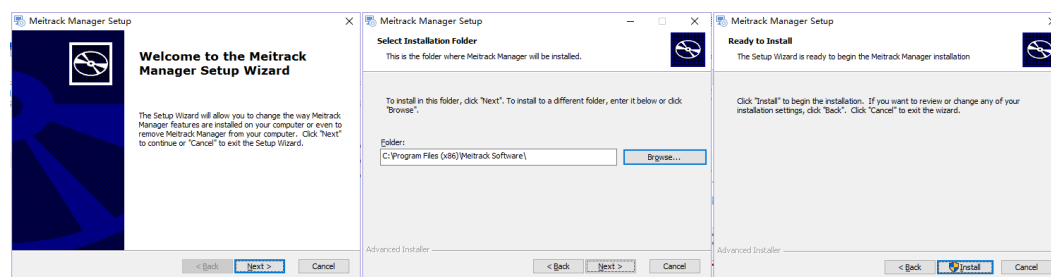 Meitrack Manager Setup
Welcome to the Meitrack
Manager Setup Wizard
The Setup Wizard will allow you to change the way Meitrack
Manager features are installed on your computer or even to
remove Meitrack Manager from your computer. Click "Next"
to continue or "Cancel" to exit the Setup Wizard.
< Back
Next >
Cancel
Meitrack Manager Setup
Select Installation Folder
This is the folder where Meitrack Manager will be installed.
To install in this folder, click "Next". To install to a different folder, enter it below or click
"Browse".
Folder:
C:\Program Files (x86)\Meitrack Software\
Browse...
Advanced Installer
< Back
Next >
Cancel
Meitrack Manager Setup
Ready to Install
The Setup Wizard is ready to begin the Meitrack Manager installation
Click "Install" to begin the installation. If you want to review or change any of your
installation settings, click "Back". Click "Cancel" to exit the wizard.
Advanced Installer
< Back
Install
Cancel